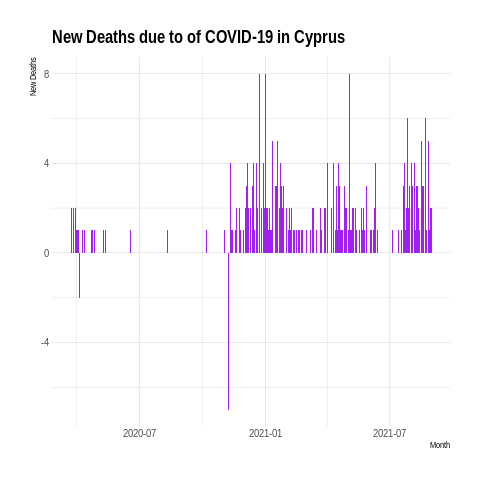 New Deaths due to of COVID-19 in Cyprus
New Deaths
8
4
0
-4
2020-07
2021-01
2021-07
Month